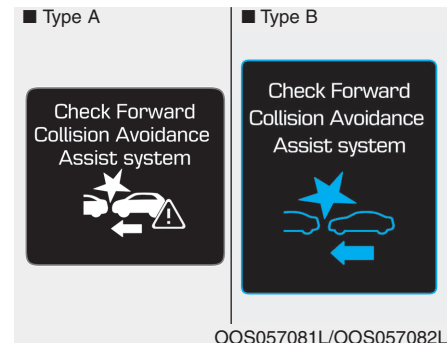 ■ Type A
Check Forward
Collision Avoidance
Assist system
■ Type B
Check Forward
Collision Avoidance
Assist system
OOS057081L/OOS057082L